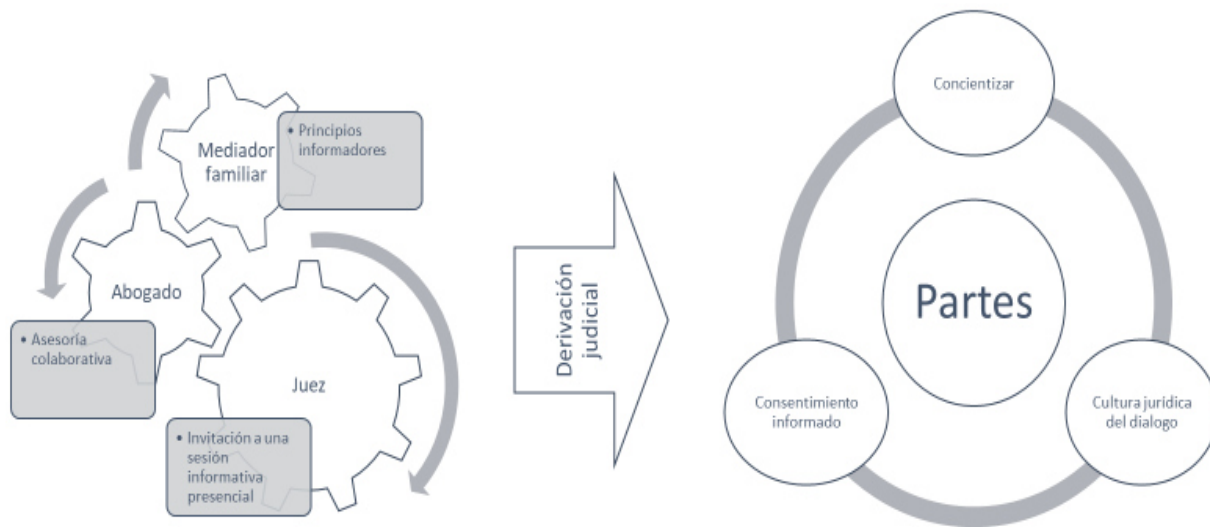 Mediador
familiar
• Principios
informadores
Abogado
• Asesoría
colaborativa
Juez
• Invitación a una
sesión
informativa
presencial
Derivación
judicial
Concientizar
Partes
Consentimiento
informado
Cultura jurídica
del dialogo